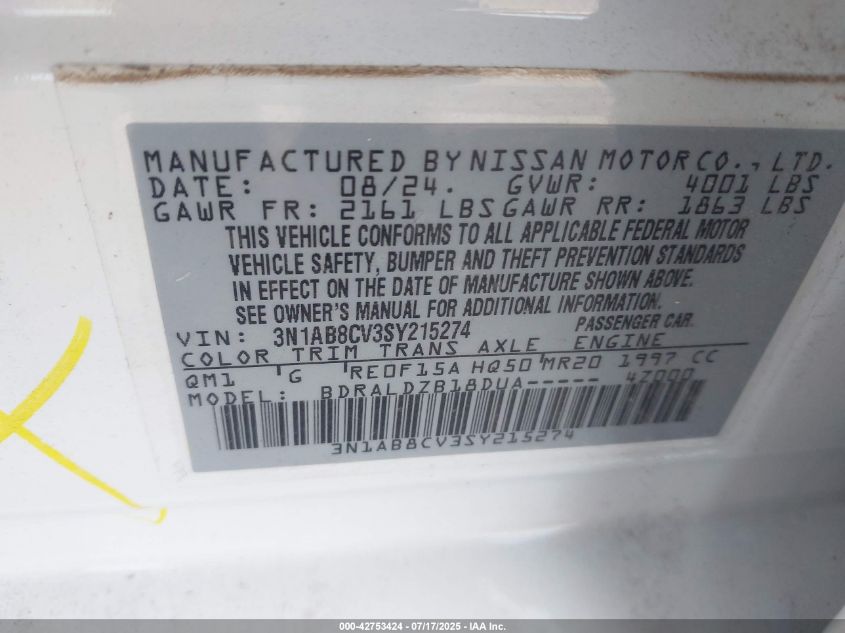 MANUFACTURED BY NISSAN MOTOR CO., LTD.
DATE: 08/24. GVWR: 4001 LBS
GAWR FR: 2161 LBS GAWR RR: 1863 LBS
THIS VEHICLE CONFORMS TO ALL APPLICABLE FEDERAL MOTOR
VEHICLE SAFETY, BUMPER AND THEFT PREVENTION STANDARDS
IN EFFECT ON THE DATE OF MANUFACTURE SHOWN ABOVE.
SEE OWNER'S MANUAL FOR ADDITIONAL INFORMATION.
VIN: 3N1AB8CV3SY215274 PASSENGER CAR
COLOR TRIM TRANS AXLE ENGINE
QM1 G RE0F15A HQ50 MR20 1997 CC
MODEL: BDRALDZB18DUA----- 4Z000
3N1AB8CV3SY215274
000-42753424 - 07/17/2025 - IAA Inc.